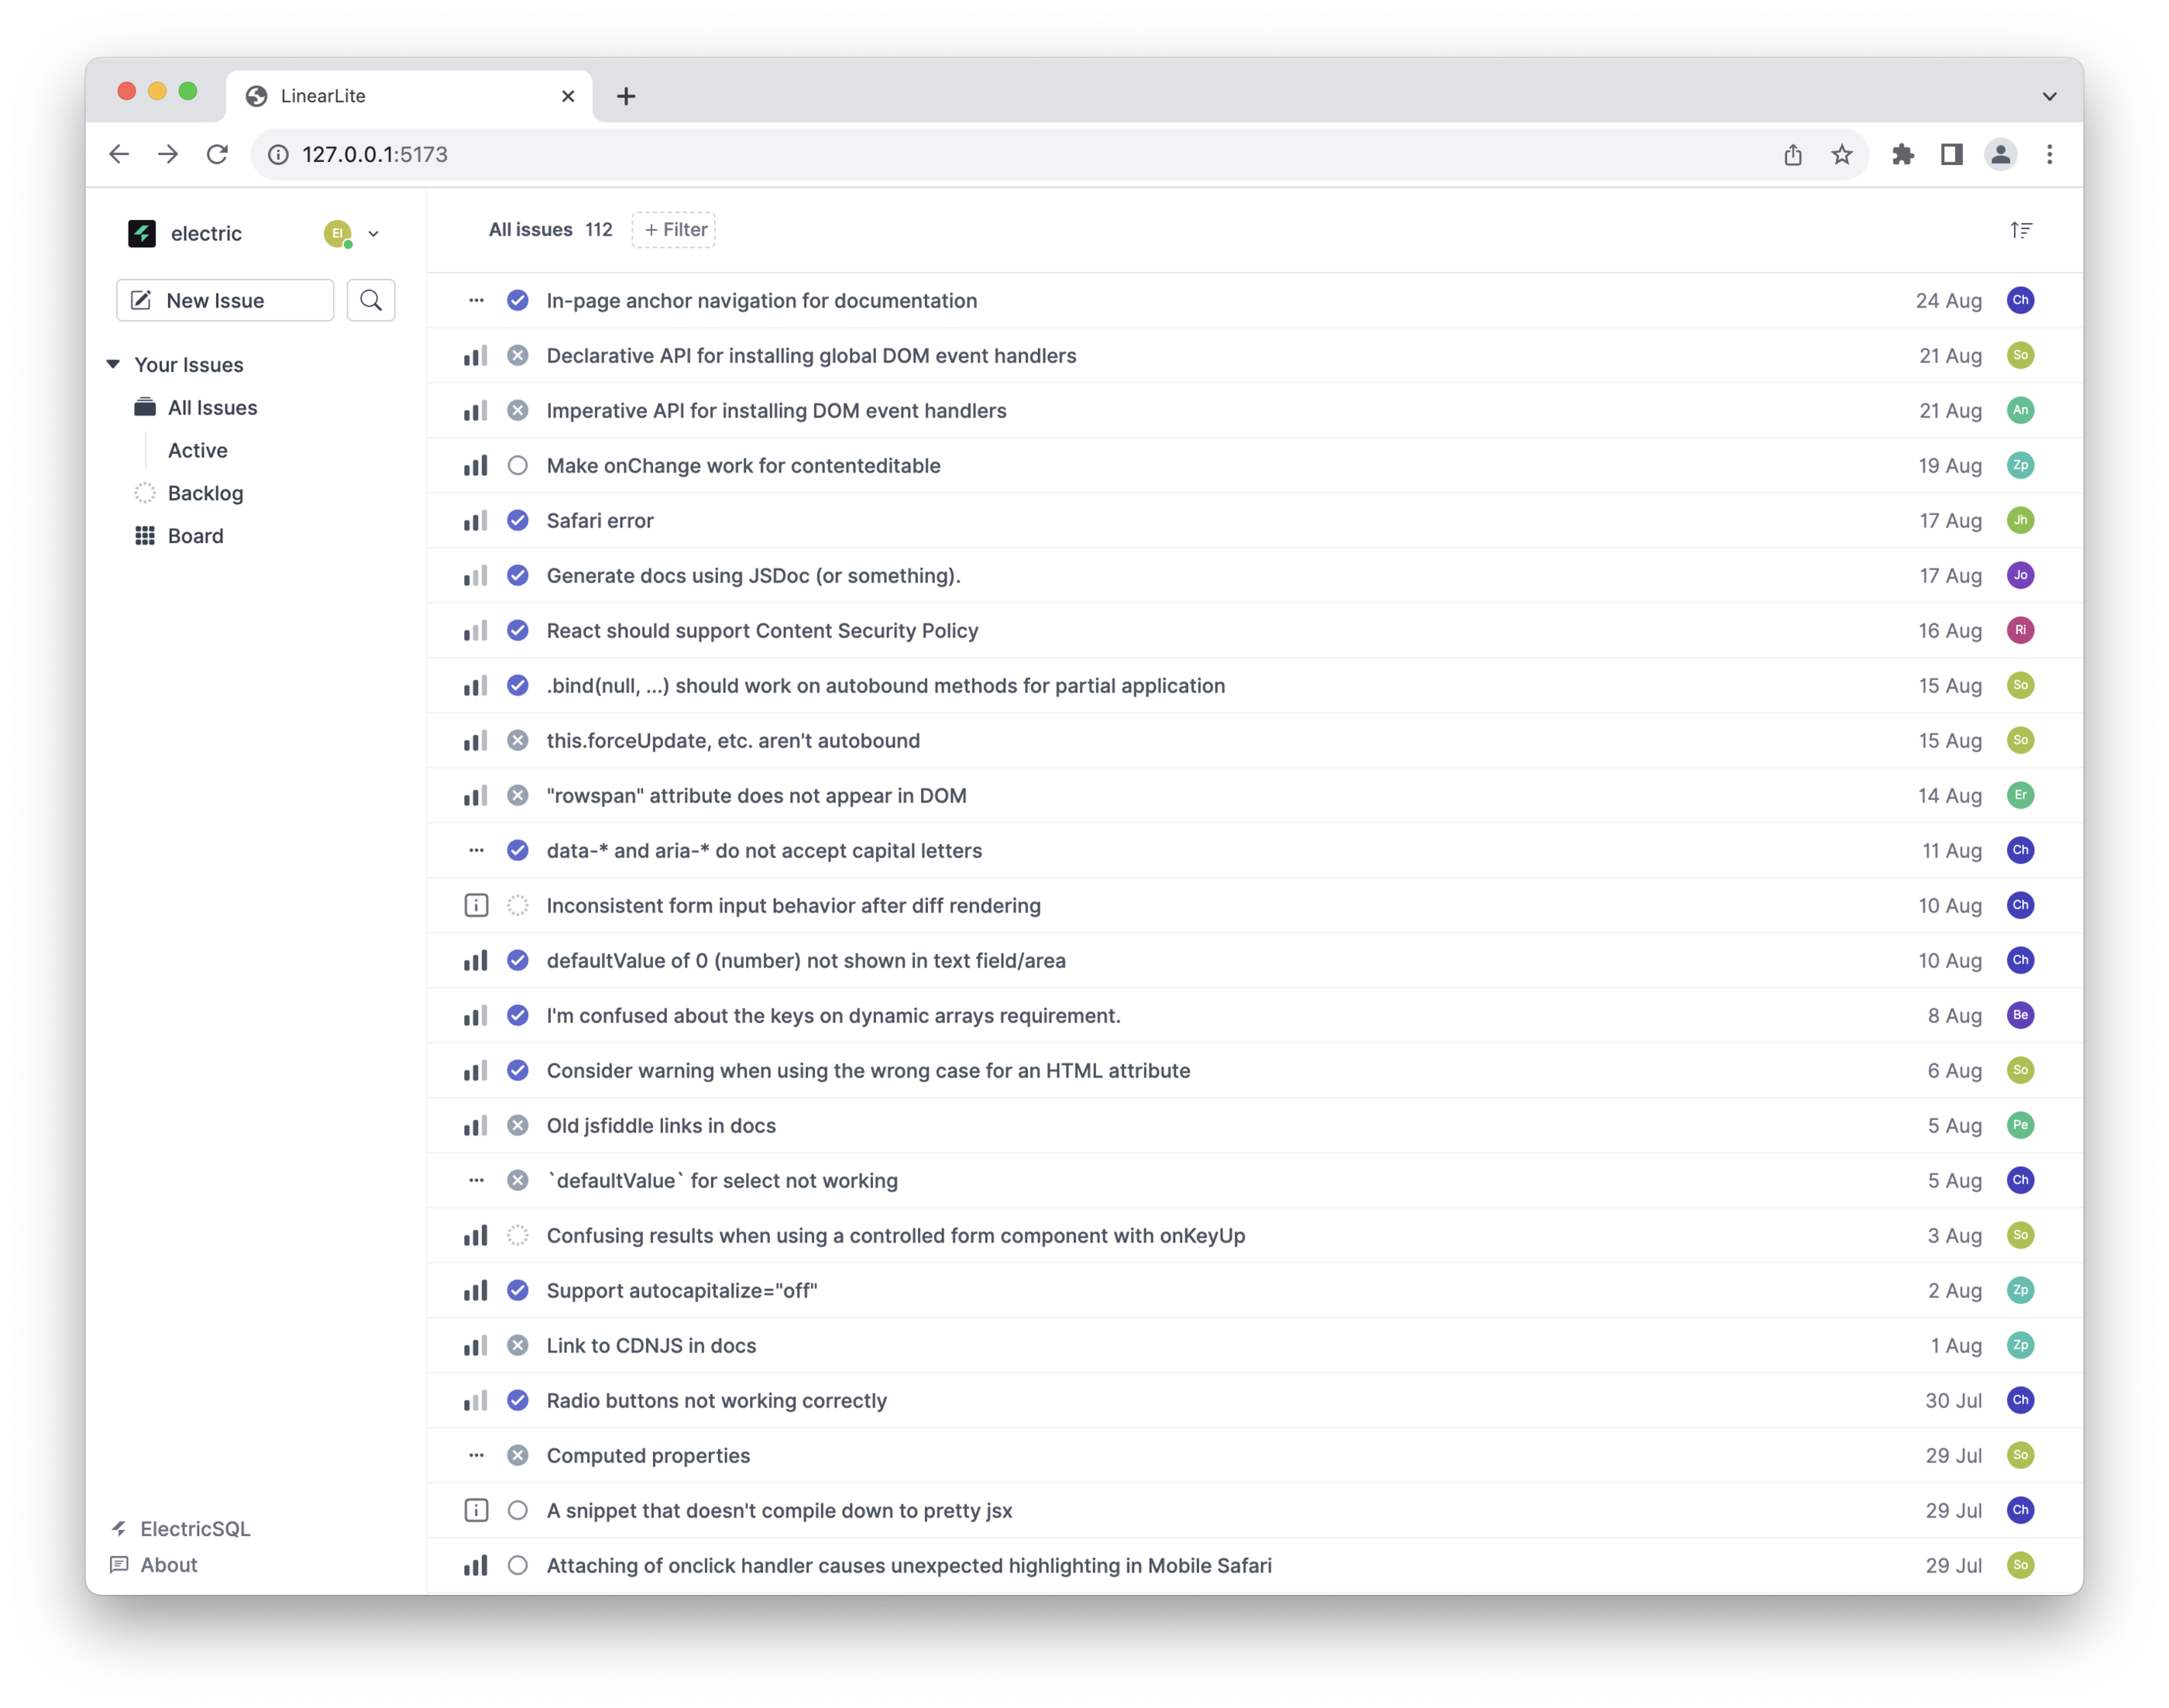 LinearLite
127.0.0.1:5173
electric
El
New Issue
Your Issues
All Issues
Active
Backlog
Board
ElectricSQL
About
All issues 112 + Filter
In-page anchor navigation for documentation 24 Aug Ch
Declarative API for installing global DOM event handlers 21 Aug So
Imperative API for installing DOM event handlers 21 Aug An
Make onChange work for contenteditable 19 Aug Zp
Safari error 17 Aug Jh
Generate docs using JSDoc (or something). 17 Aug Jo
React should support Content Security Policy 16 Aug Ri
.bind(null, ...) should work on autobound methods for partial application 15 Aug So
this.forceUpdate, etc. aren't autobound 15 Aug So
"rowspan" attribute does not appear in DOM 14 Aug Er
data-* and aria-* do not accept capital letters 11 Aug Ch
Inconsistent form input behavior after diff rendering 10 Aug Ch
defaultValue of 0 (number) not shown in text field/area 10 Aug Ch
I'm confused about the keys on dynamic arrays requirement. 8 Aug Be
Consider warning when using the wrong case for an HTML attribute 6 Aug So
Old jsfiddle links in docs 5 Aug Pe
`defaultValue` for select not working 5 Aug Ch
Confusing results when using a controlled form component with onKeyUp 3 Aug So
Support autocapitalize="off" 2 Aug Zp
Link to CDNJS in docs 1 Aug Zp
Radio buttons not working correctly 30 Jul Ch
Computed properties 29 Jul So
A snippet that doesn't compile down to pretty jsx 29 Jul Ch
Attaching of onclick handler causes unexpected highlighting in Mobile Safari 29 Jul So